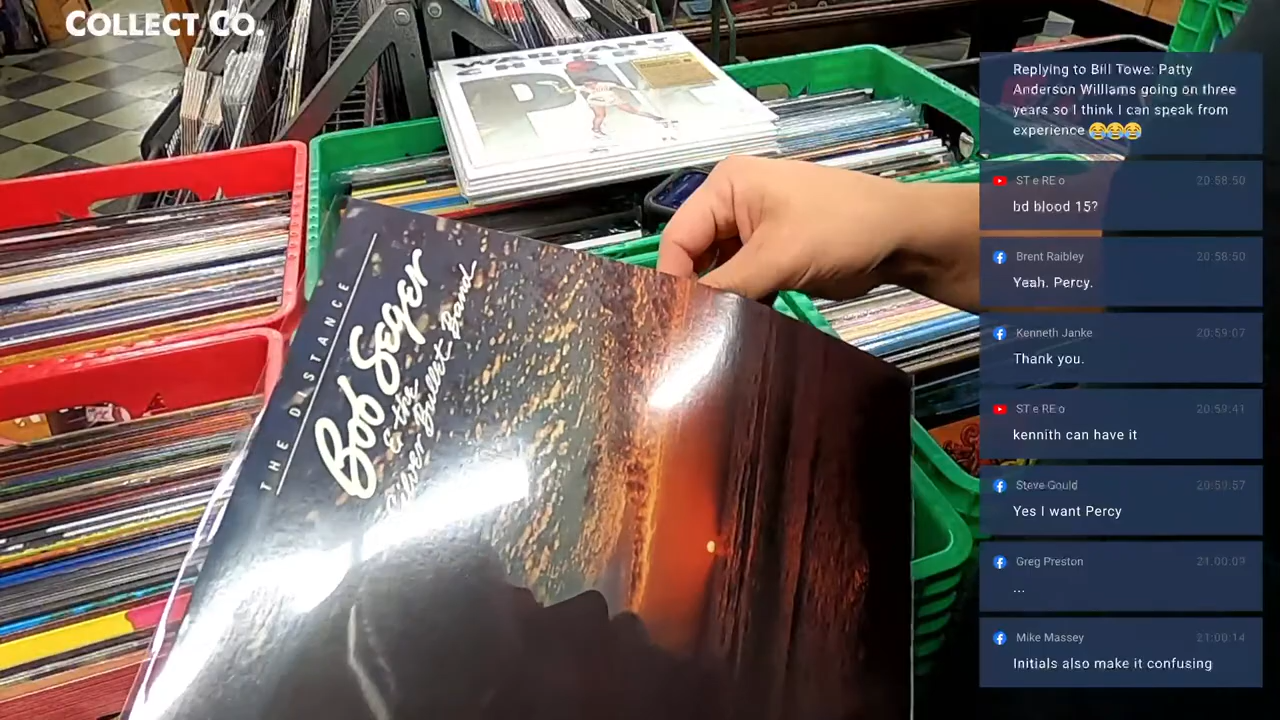 COLLECT CO.
WARRANT
THE DISTANCE
Bob Seger
& the
Silver Bullet Band
Replying to Bill Towe: Patty
Anderson Williams going on three
years so I think I can speak from
experience 😂😂😂
ST e RE o 20:58:50
bd blood 15?
Brent Raibley 20:58:50
Yeah. Percy.
Kenneth Janke 20:59:07
Thank you.
ST e RE o 20:59:41
kennith can have it
Steve Gould 20:59:57
Yes I want Percy
Greg Preston 21:00:09
...
Mike Massey 21:00:14
Initials also make it confusing